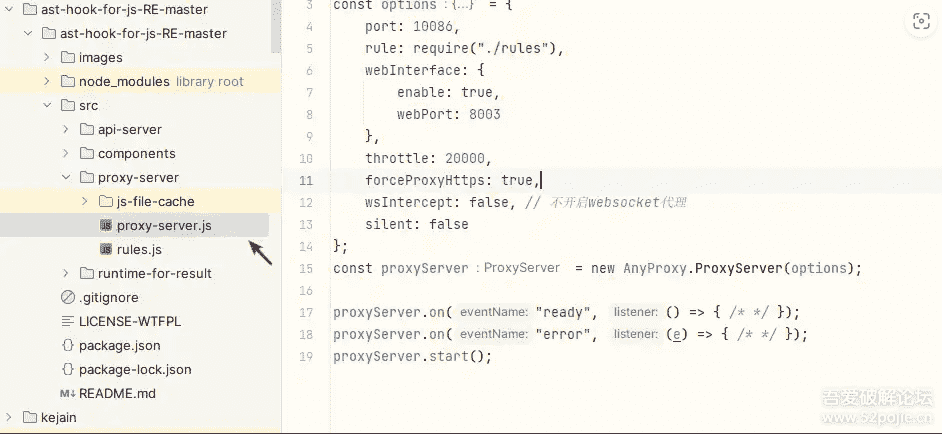 ast-hook-for-js-RE-master
ast-hook-for-js-RE-master
images
node_modules library root
src
api-server
components
proxy-server
js-file-cache
proxy-server.js
rules.js
runtime-for-result
.gitignore
LICENSE-WTFPL
package.json
package-lock.json
README.md
kejain
3 const options : {...} = {
4 port: 10086,
5 rule: require("./rules"),
6 webInterface: {
7 enable: true,
8 webPort: 8003
9 },
10 throttle: 20000,
11 forceProxyHttps: true,
12 wsIntercept: false, // 不开启websocket代理
13 silent: false
14 };
15 const proxyServer : ProxyServer = new AnyProxy.ProxyServer(options);
16
17 proxyServer.on( eventName: "ready", listener: () => { /* */ });
18 proxyServer.on( eventName: "error", listener: (e) => { /* */ });
19 proxyServer.start();
吾爱破解论坛
www.52pojie.cn